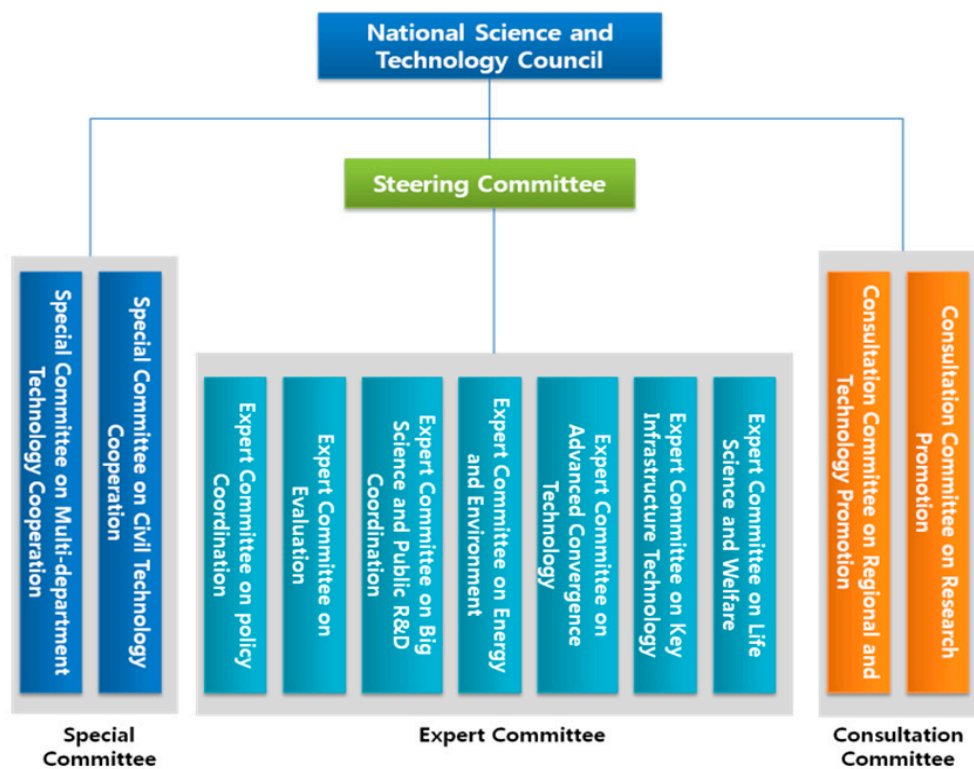 National Science and
Technology Council
Steering Committee
Special Committee on Multi-department
Technology Cooperation
Special Committee on Civil Technology
Cooperation
Expert Committee on policy
Coordination
Expert Committee on
Evaluation
Expert Committee on Big
Science and Public R&D
Coordination
Expert Committee on Energy
and Environment
Expert Committee on
Advanced Convergence
Technology
Expert Committee on Key
Infrastructure Technology
Expert Committee on Life
Science and Welfare
Consultation Committee on Regional and
Technology Promotion
Consultation Committee on Research
Promotion
Special
Committee
Expert Committee
Consultation
Committee